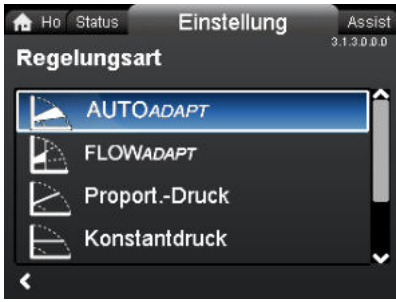 Ho Status Einstellung Assist
3.1.3.0.0.0
Regelungsart
AUTOADAPT
FLOWADAPT
Proport.-Druck
Konstantdruck